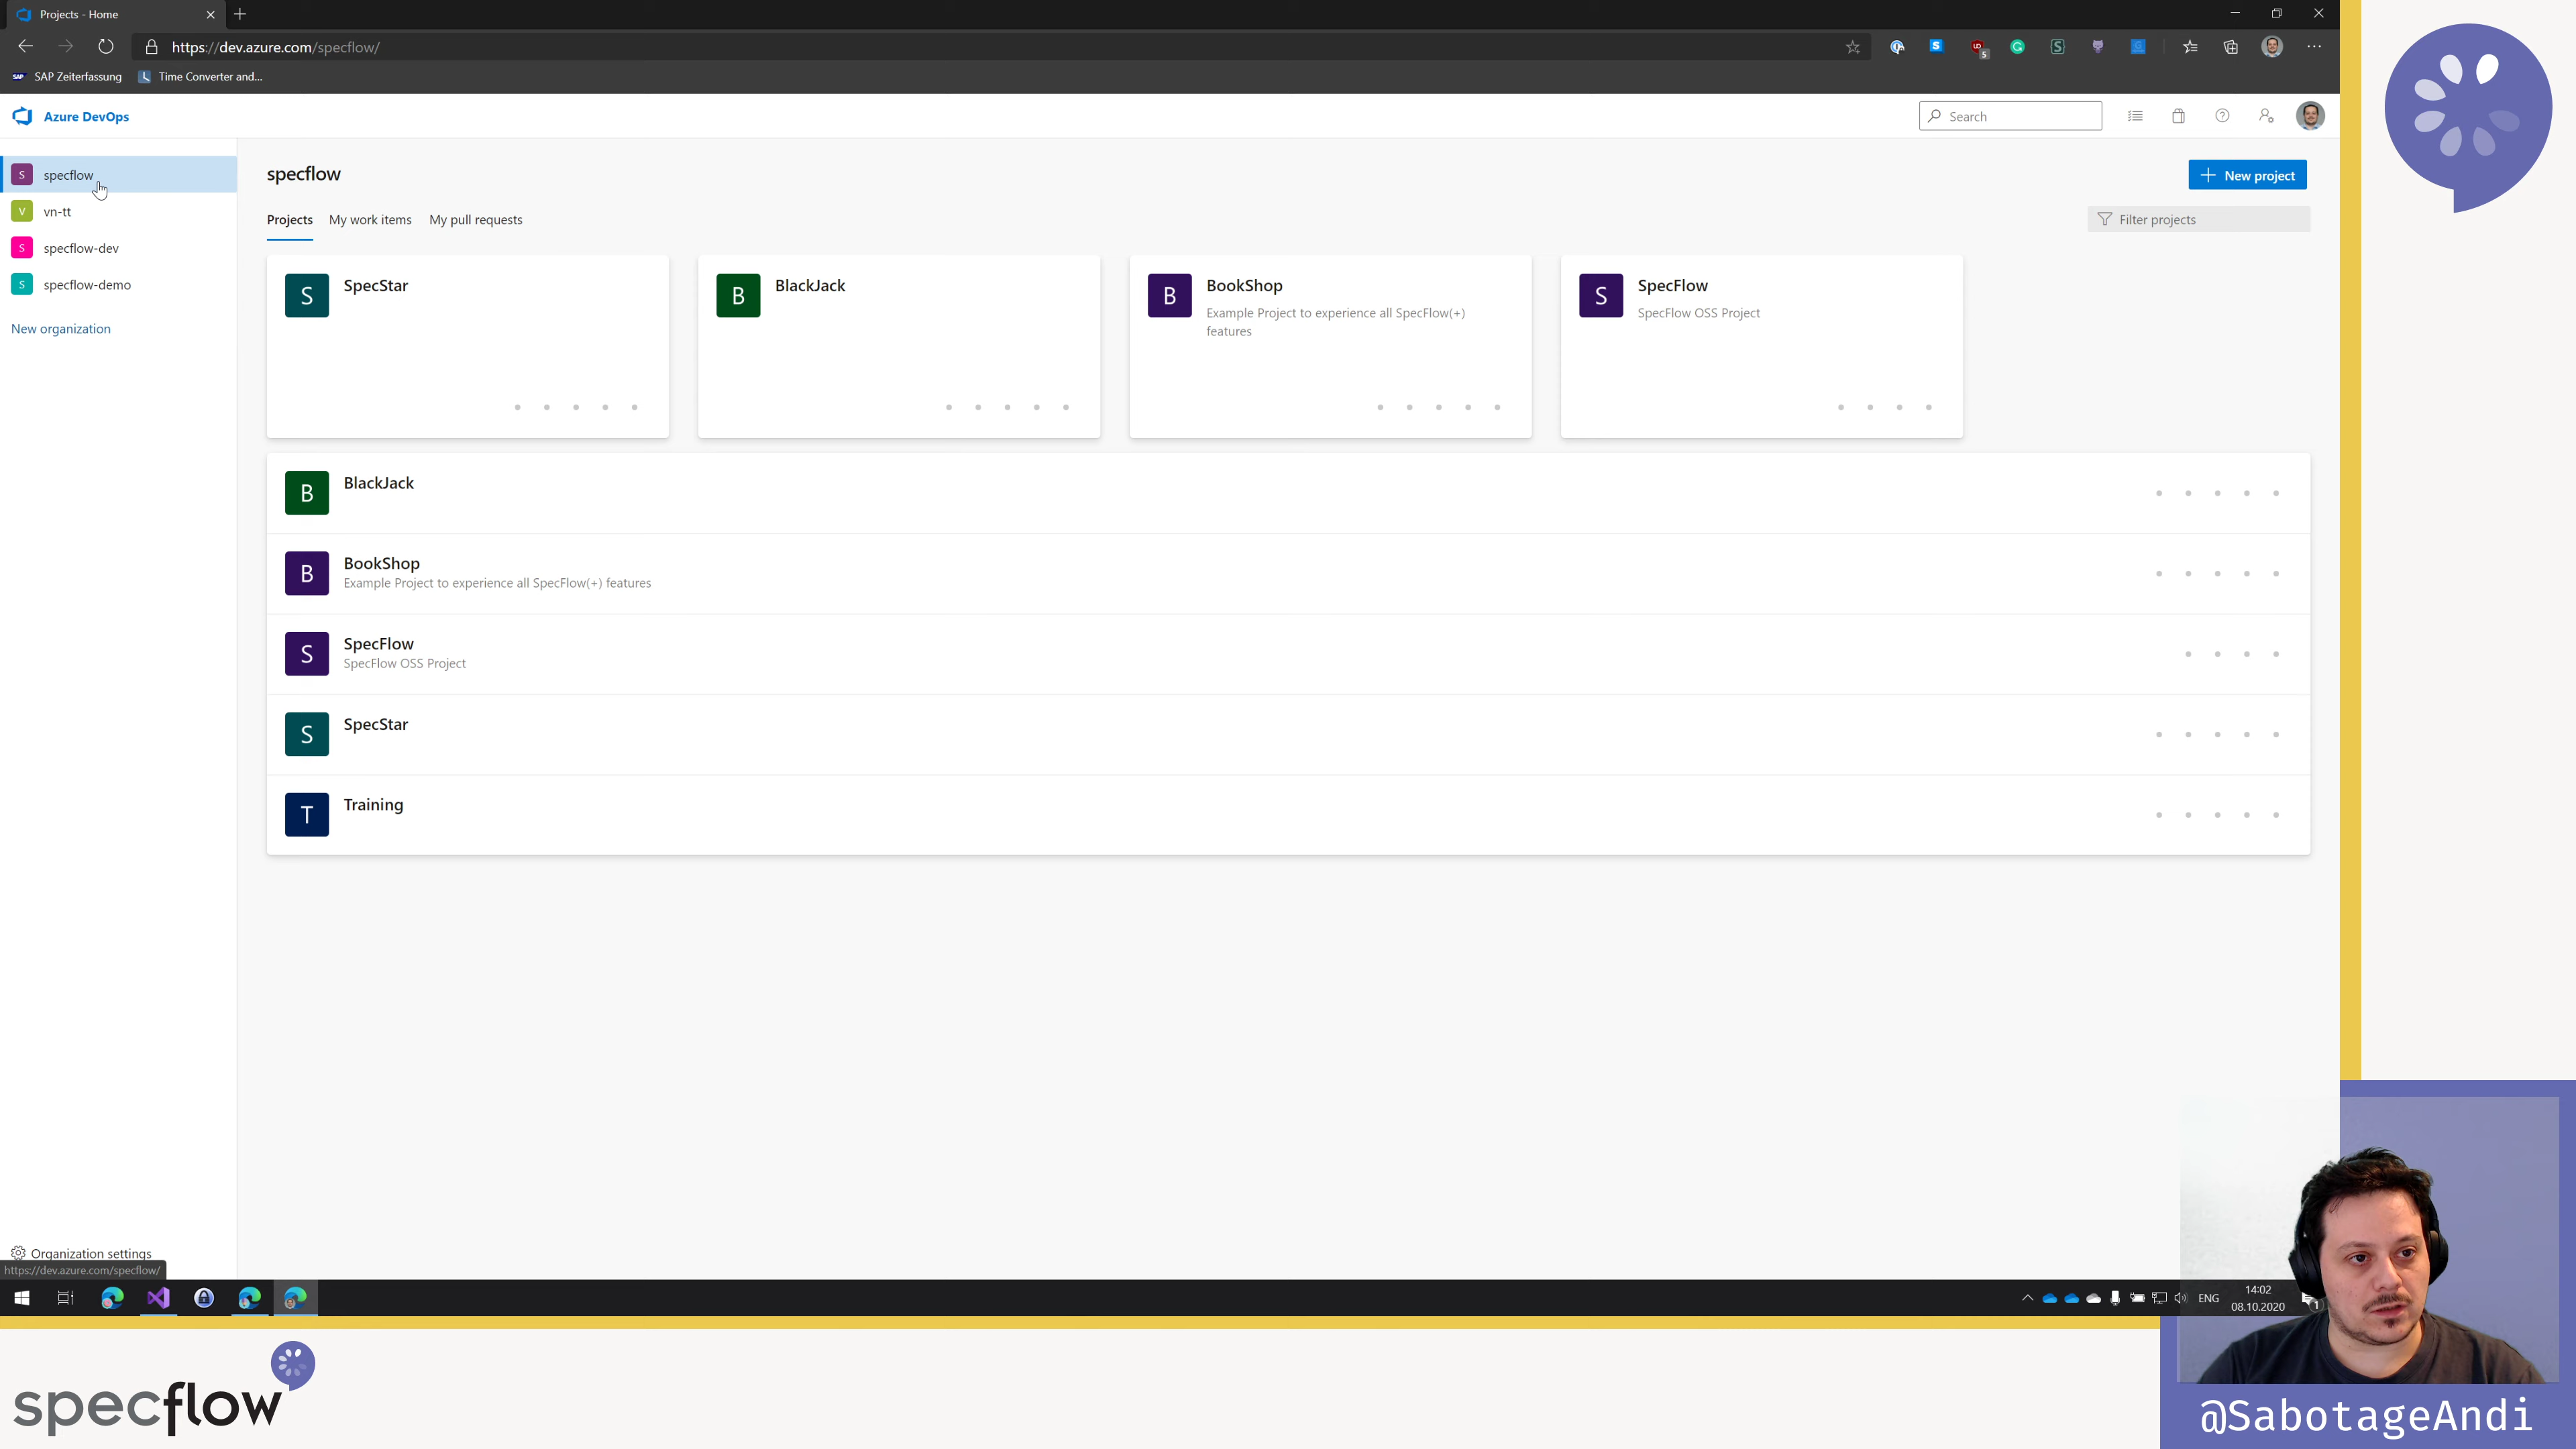 Projects - Home
https://dev.azure.com/specflow/
SAP Zeiterfassung
Time Converter and...
Azure DevOps
Search
S specflow
V vn-tt
S specflow-dev
S specflow-demo
New organization
specflow
New project
Projects My work items My pull requests
Filter projects
S SpecStar
B BlackJack
B BookShop
Example Project to experience all SpecFlow(+)
features
S SpecFlow
SpecFlow OSS Project
B BlackJack
B BookShop
Example Project to experience all SpecFlow(+) features
S SpecFlow
SpecFlow OSS Project
S SpecStar
T Training
Organization settings
https://dev.azure.com/specflow/
ENG
14:02
08.10.2020
1
specflow
@SabotageAndi